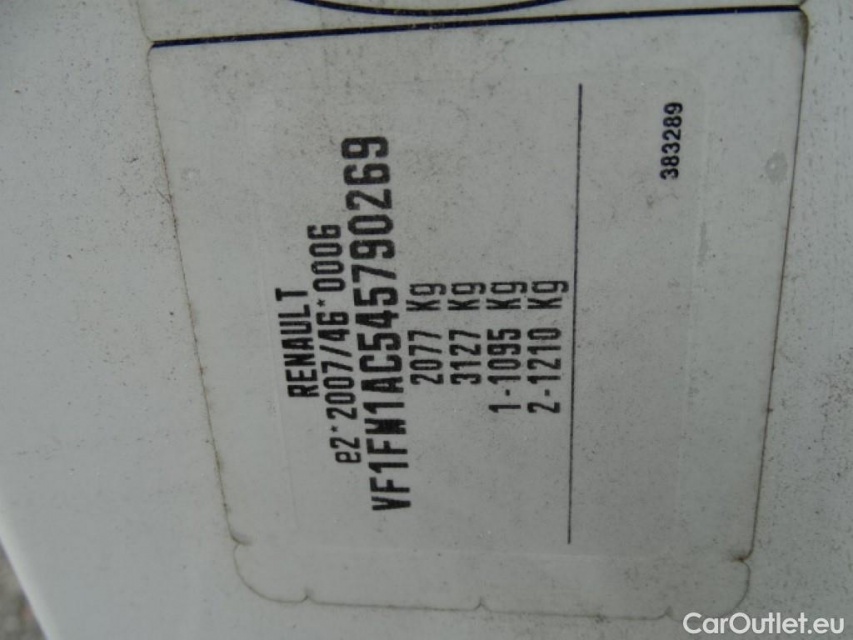 RENAULT
e2*2007/46*0006
VF1FW1AC545790269
2077 Kg
3127 Kg
1-1095 Kg
2-1210 Kg
383289
CarOutlet.eu